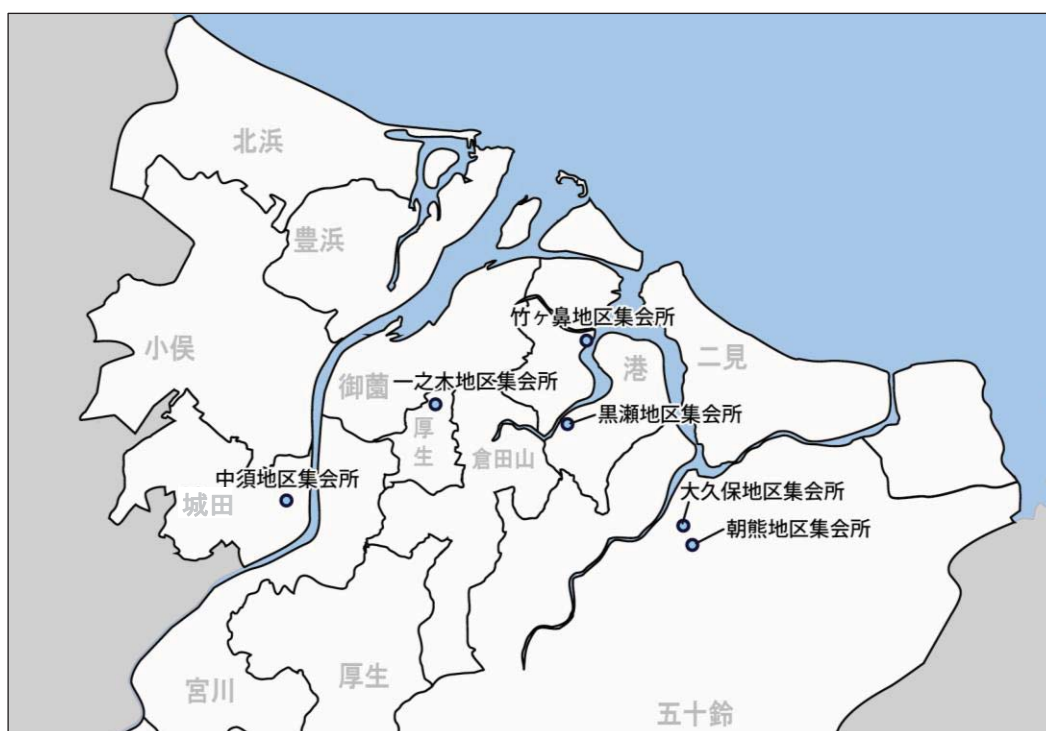 北浜
豊浜
竹ヶ鼻地区集会所
小俣
港
二見
御薗
一之木地区集会所
厚生
黒瀬地区集会所
倉田山
中須地区集会所
城田
大久保地区集会所
朝熊地区集会所
宮川
厚生
五十鈴